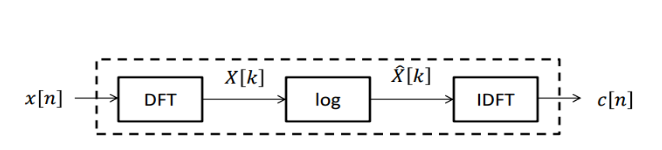 X[k] X̂[k]
x[n] DFT log IDFT c[n]